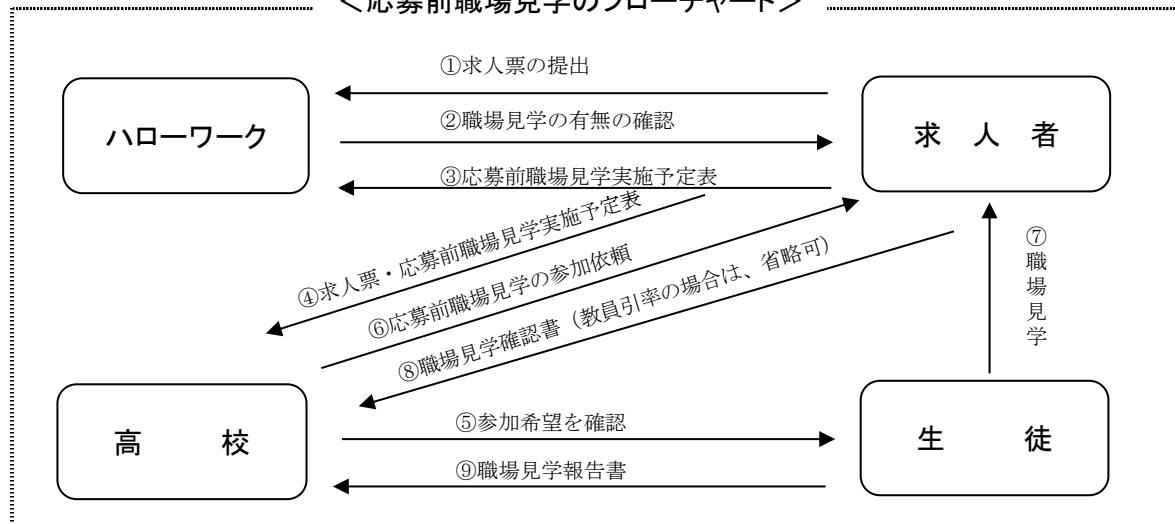 ＜応募前職場見学のフローチャート＞
①求人票の提出
ハローワーク
求　人　者
②職場見学の有無の確認
③応募前職場見学実施予定表
④求人票・応募前職場見学実施予定表
⑥応募前職場見学の参加依頼
⑧職場見学確認書（教員引率の場合は、省略可）
⑦職場見学
高　　校
⑤参加希望を確認
生　　徒
⑨職場見学報告書